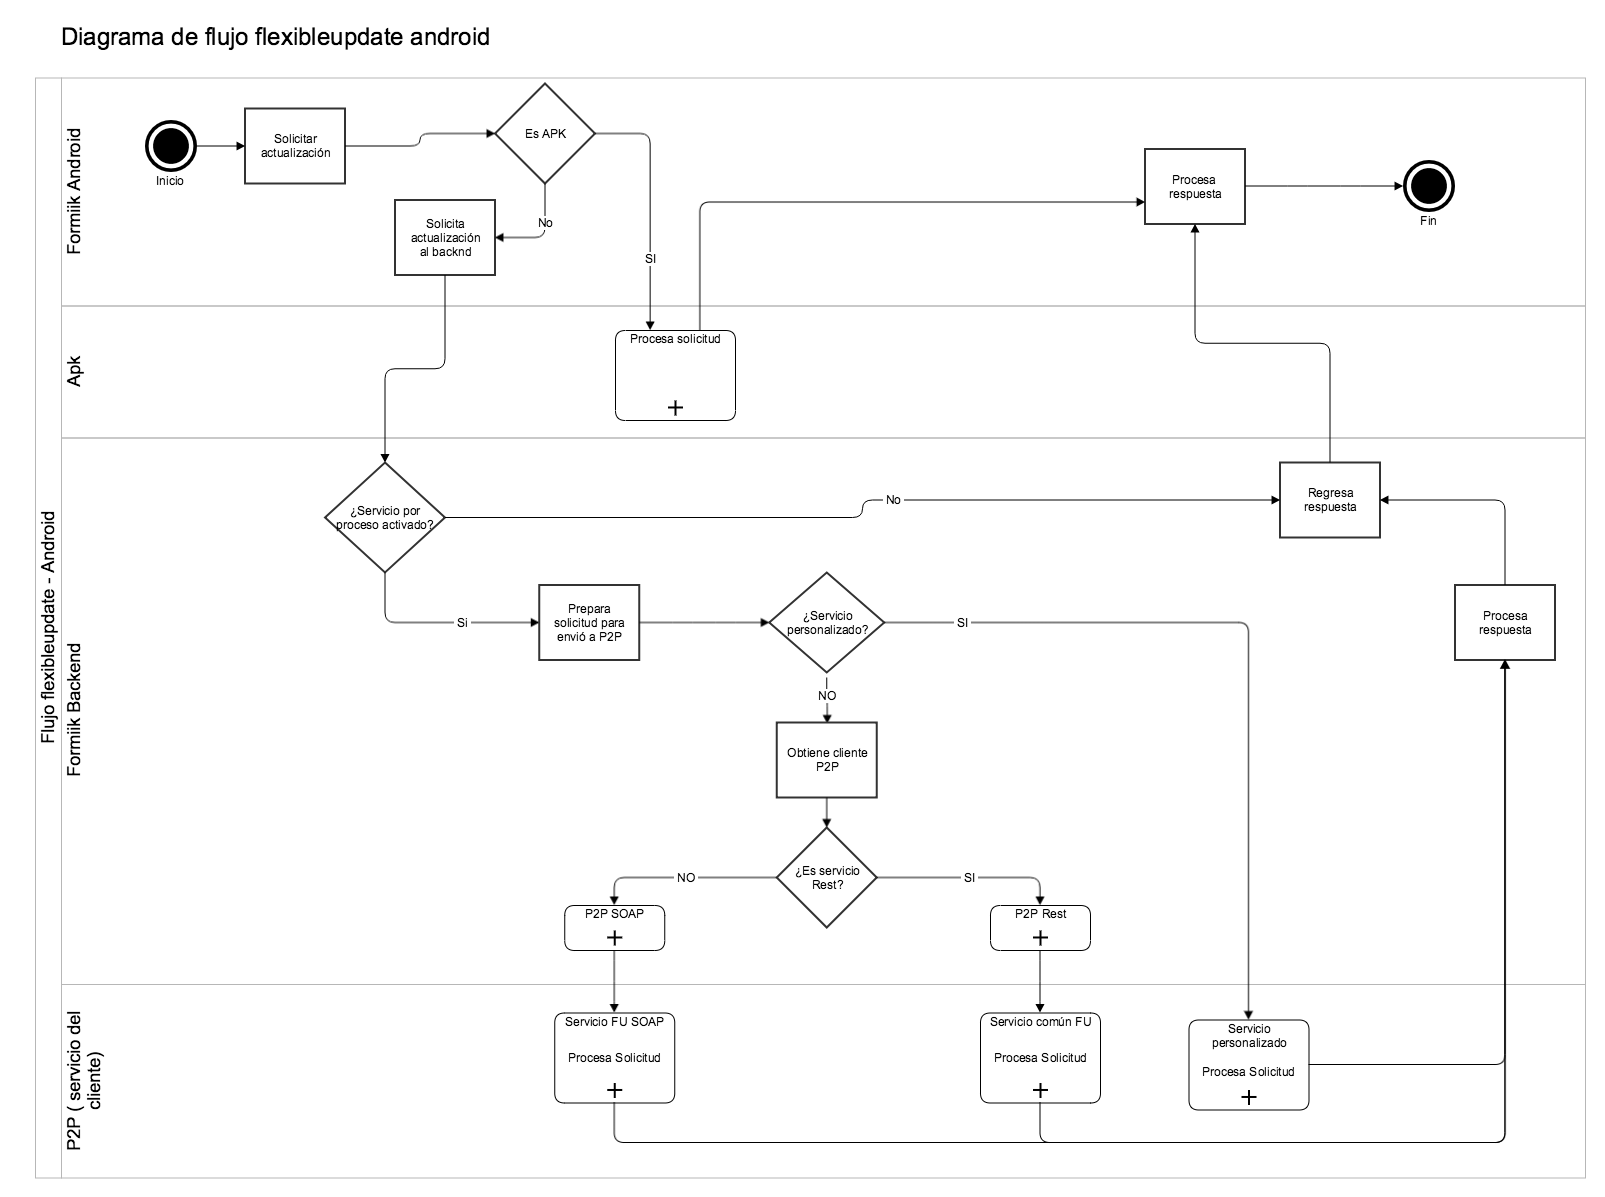 Diagrama de flujo flexibleupdate android
Flujo flexibleupdate - Android
Formiik Android
Inicio
Solicitar
actualización
Es APK
No
SI
Solicita
actualización
al backnd
Procesa
respuesta
Fin
Apk
Procesa solicitud
Formiik Backend
¿Servicio por
proceso activado?
No
Regresa
respuesta
Si
Prepara
solicitud para
envió a P2P
¿Servicio
personalizado?
SI
Procesa
respuesta
NO
Obtiene cliente
P2P
¿Es servicio
Rest?
NO
SI
P2P SOAP
P2P Rest
P2P ( servicio del
cliente)
Servicio FU SOAP
Procesa Solicitud
Servicio común FU
Procesa Solicitud
Servicio
personalizado
Procesa Solicitud